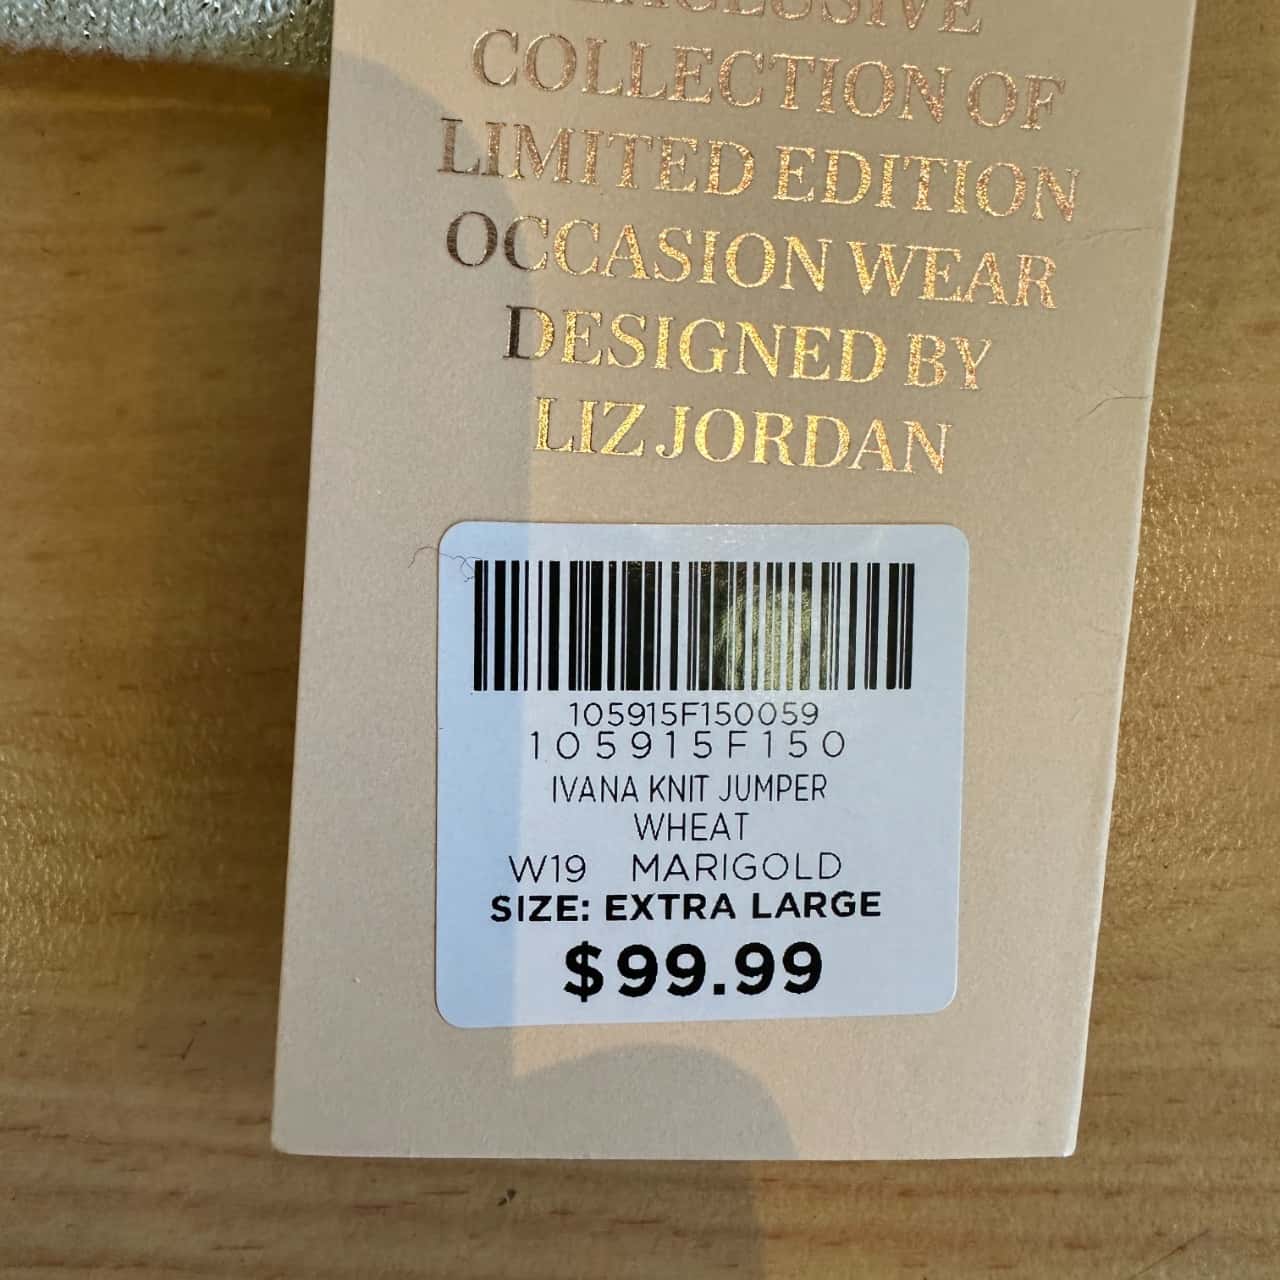 EXCLUSIVE
COLLECTION OF
LIMITED EDITION
OCCASION WEAR
DESIGNED BY
LIZ JORDAN
105915F150059
105915F150
IVANA KNIT JUMPER
WHEAT
W19 MARIGOLD
SIZE: EXTRA LARGE
$99.99